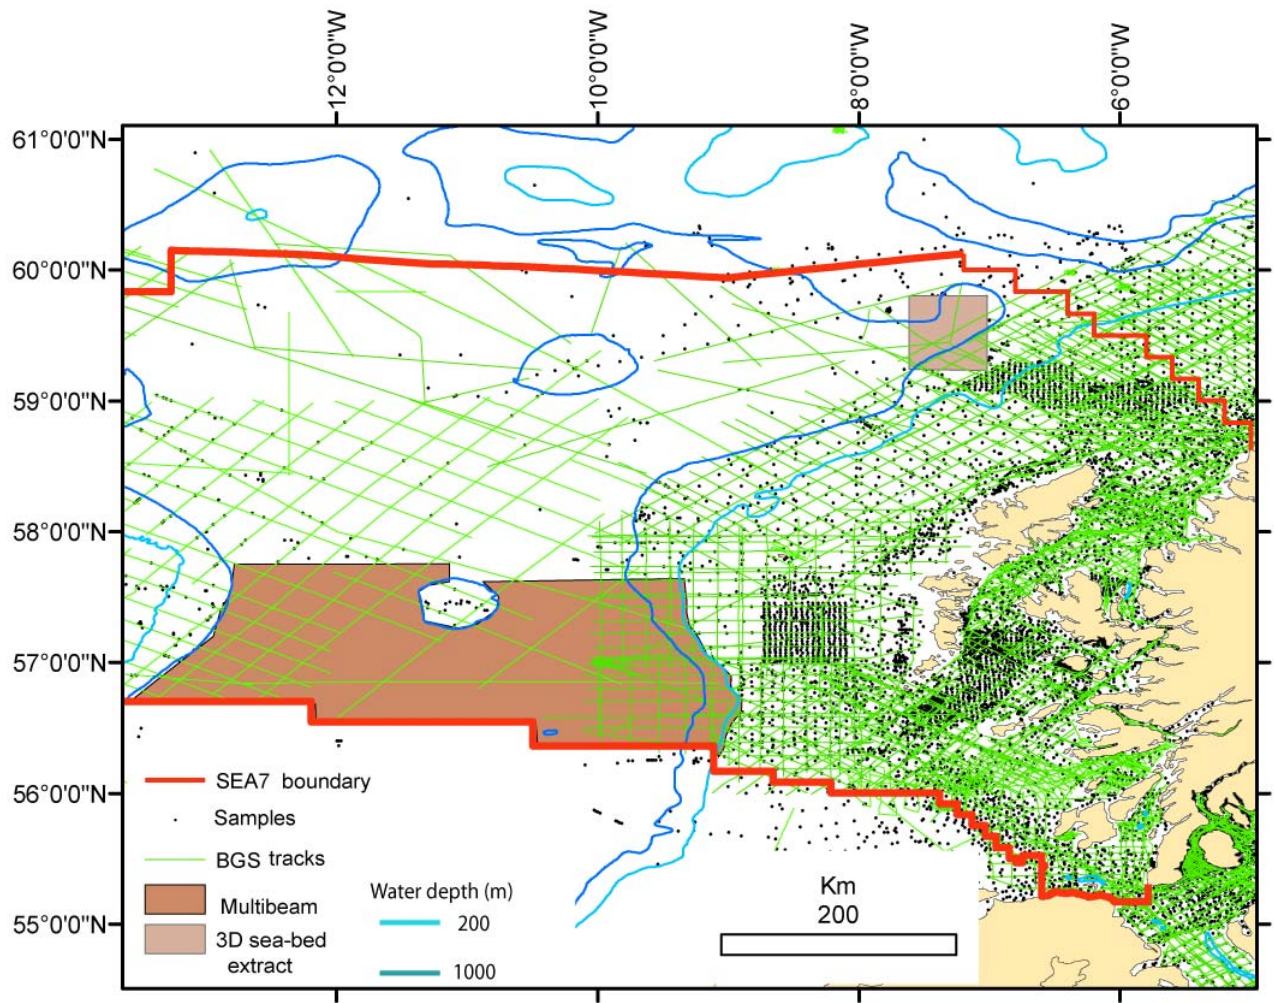 12°0'0"W
10°0'0"W
8°0'0"W
6°0'0"W
61°0'0"N
60°0'0"N
59°0'0"N
58°0'0"N
57°0'0"N
56°0'0"N
55°0'0"N
SEA7 boundary
Samples
BGS tracks
Multibeam
3D sea-bed
extract
Water depth (m)
200
1000
Km
200